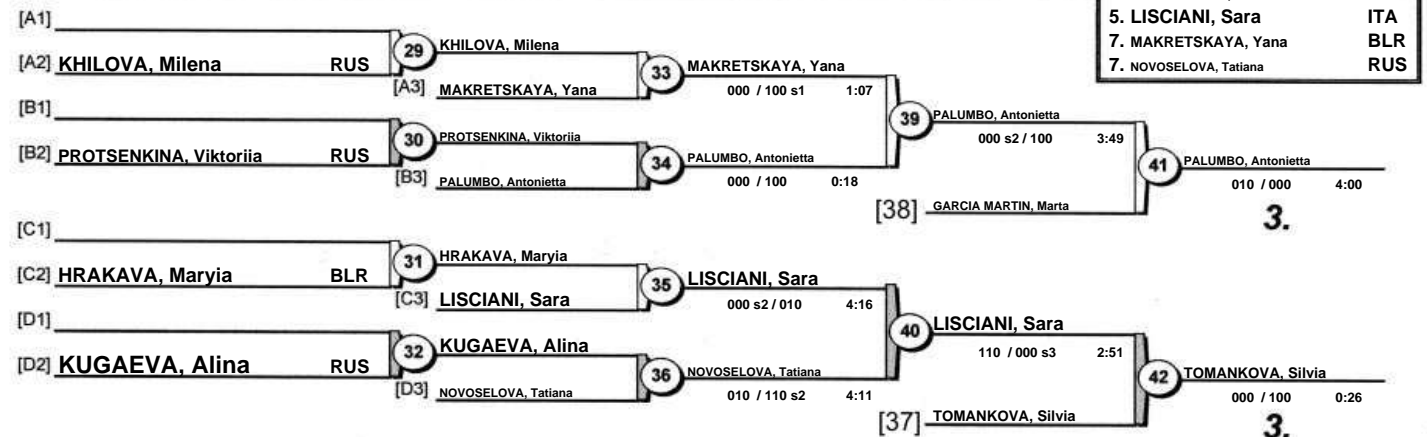 5. LISCIANI, Sara ITA
7. MAKRETSKAYA, Yana BLR
7. NOVOSELOVA, Tatiana RUS
[A1]
[A2] KHILOVA, Milena RUS
29 KHILOVA, Milena
[A3] MAKRETSKAYA, Yana
33 MAKRETSKAYA, Yana
000 / 100 s1 1:07
[B1]
[B2] PROTSENKINA, Viktoriia RUS
30 PROTSENKINA, Viktoriia
[B3] PALUMBO, Antonietta
34 PALUMBO, Antonietta
000 / 100 0:18
39 PALUMBO, Antonietta
000 s2 / 100 3:49
[38] GARCIA MARTIN, Marta
41 PALUMBO, Antonietta
010 / 000 4:00
3.
[C1]
[C2] HRAKAVA, Maryia BLR
31 HRAKAVA, Maryia
[C3] LISCIANI, Sara
35 LISCIANI, Sara
000 s2 / 010 4:16
[D1]
[D2] KUGAEVA, Alina RUS
32 KUGAEVA, Alina
[D3] NOVOSELOVA, Tatiana
36 NOVOSELOVA, Tatiana
010 / 110 s2 4:11
40 LISCIANI, Sara
110 / 000 s3 2:51
[37] TOMANKOVA, Silvia
42 TOMANKOVA, Silvia
000 / 100 0:26
3.